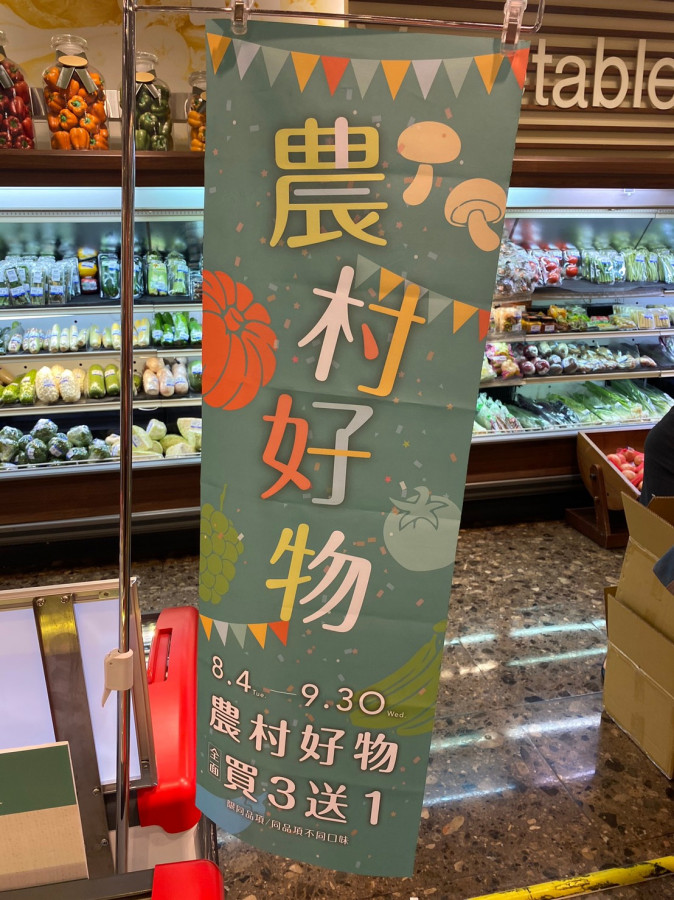 table
農
村
好
物
8.4 Tue. — 9.30 Wed.
農村好物
全面 買3送1
限同品項/同品項不同口味